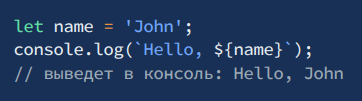 let name = 'John';
console.log(`Hello, ${name}`);
// выведет в консоль: Hello, John